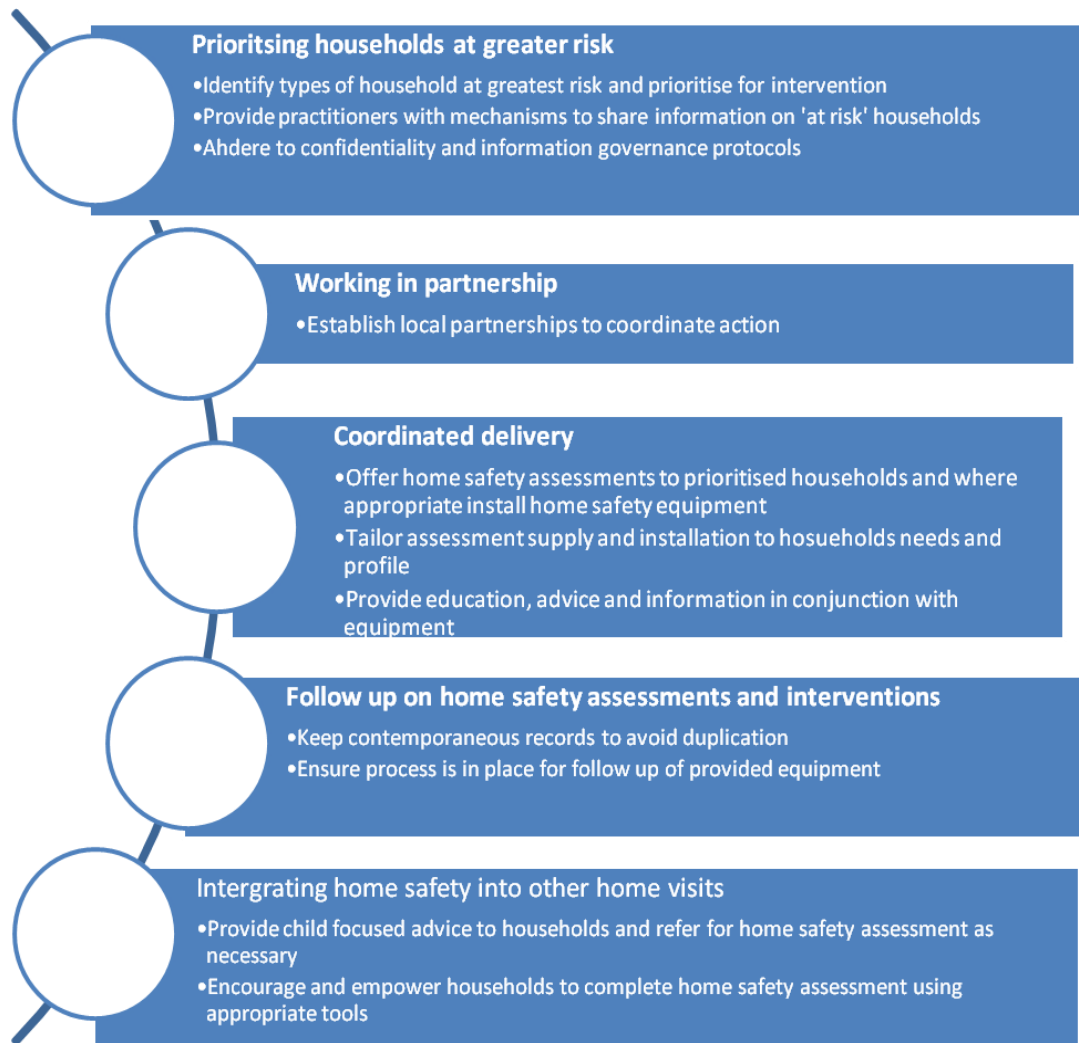 Prioritsing households at greater risk
•Identify types of household at greatest risk and prioritise for intervention
•Provide practitioners with mechanisms to share information on 'at risk' households
•Ahdere to confidentiality and information governance protocols
Working in partnership
•Establish local partnerships to coordinate action
Coordinated delivery
•Offer home safety assessments to prioritised households and where
appropriate install home safety equipment
•Tailor assessment supply and installation to hosueholds needs and
profile
•Provide education, advice and information in conjunction with
equipment
Follow up on home safety assessments and interventions
•Keep contemporaneous records to avoid duplication
•Ensure process is in place for follow up of provided equipment
Intergrating home safety into other home visits
•Provide child focused advice to households and refer for home safety assessment as
necessary
•Encourage and empower households to complete home safety assessment using
appropriate tools